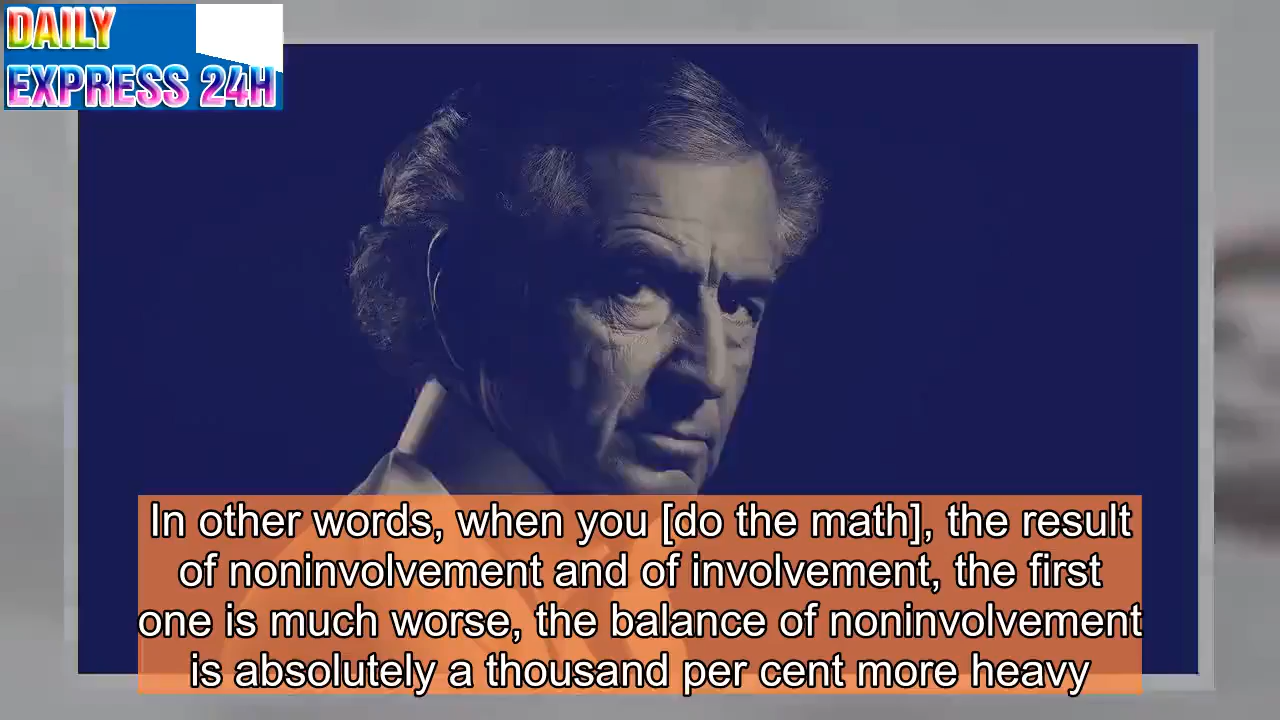 DAILY
EXPRESS 24H
In other words, when you [do the math], the result
of noninvolvement and of involvement, the first
one is much worse, the balance of noninvolvement
is absolutely a thousand per cent more heavy